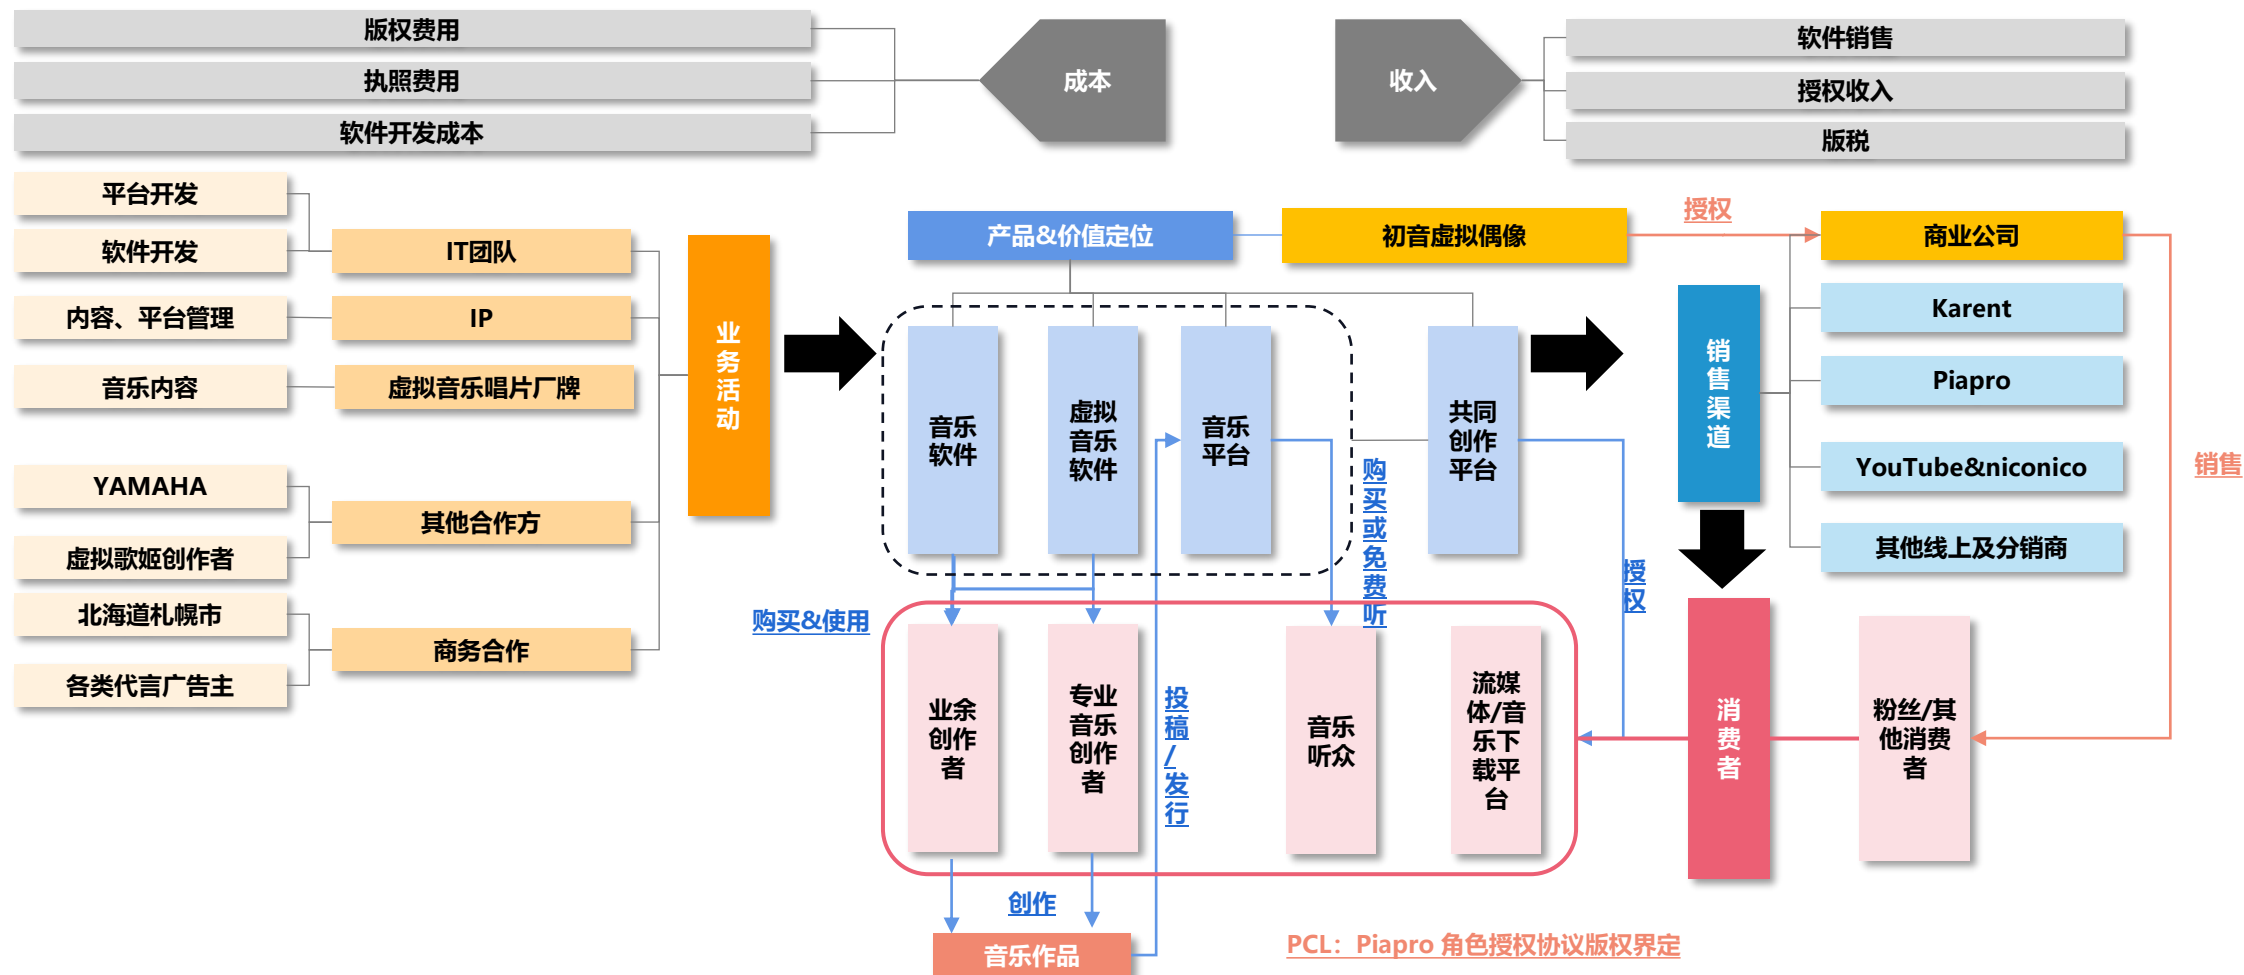 版权费用
执照费用
软件开发成本
成本
收入
软件销售
授权收入
版税
平台开发
软件开发
内容、平台管理
音乐内容
YAMAHA
虚拟歌姬创作者
北海道札幌市
各类代言广告主
IT团队
IP
虚拟音乐唱片厂牌
其他合作方
商务合作
业
务
活
动
产品&价值定位
初音虚拟偶像
授权
商业公司
音乐
软件
虚拟
音乐
软件
音乐
平台
购
买
或
免
费
听
共同
创作
平台
授
权
销
售
渠
道
Karent
Piapro
YouTube&niconico
其他线上及分销商
销售
购买&使用
业余
创作
者
专业
音乐
创作
者
投
稿
/
发
行
音乐
听众
流媒
体/音
乐下
载平
台
消
费
者
粉丝/其
他消费
者
创作
音乐作品
PCL：Piapro 角色授权协议版权界定